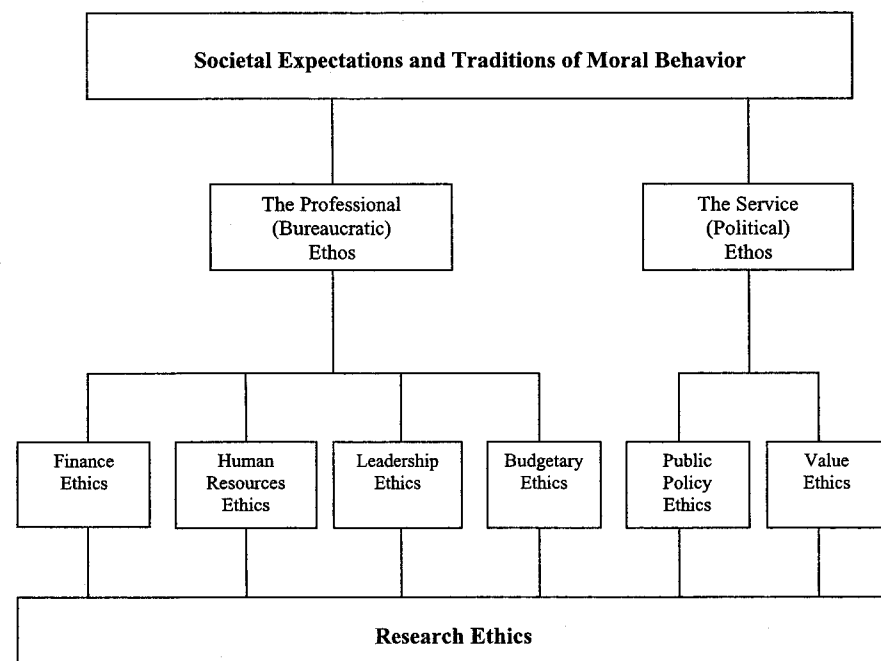 Societal Expectations and Traditions of Moral Behavior
The Professional
(Bureaucratic)
Ethos
The Service
(Political)
Ethos
Finance
Ethics
Human
Resources
Ethics
Leadership
Ethics
Budgetary
Ethics
Public
Policy
Ethics
Value
Ethics
Research Ethics